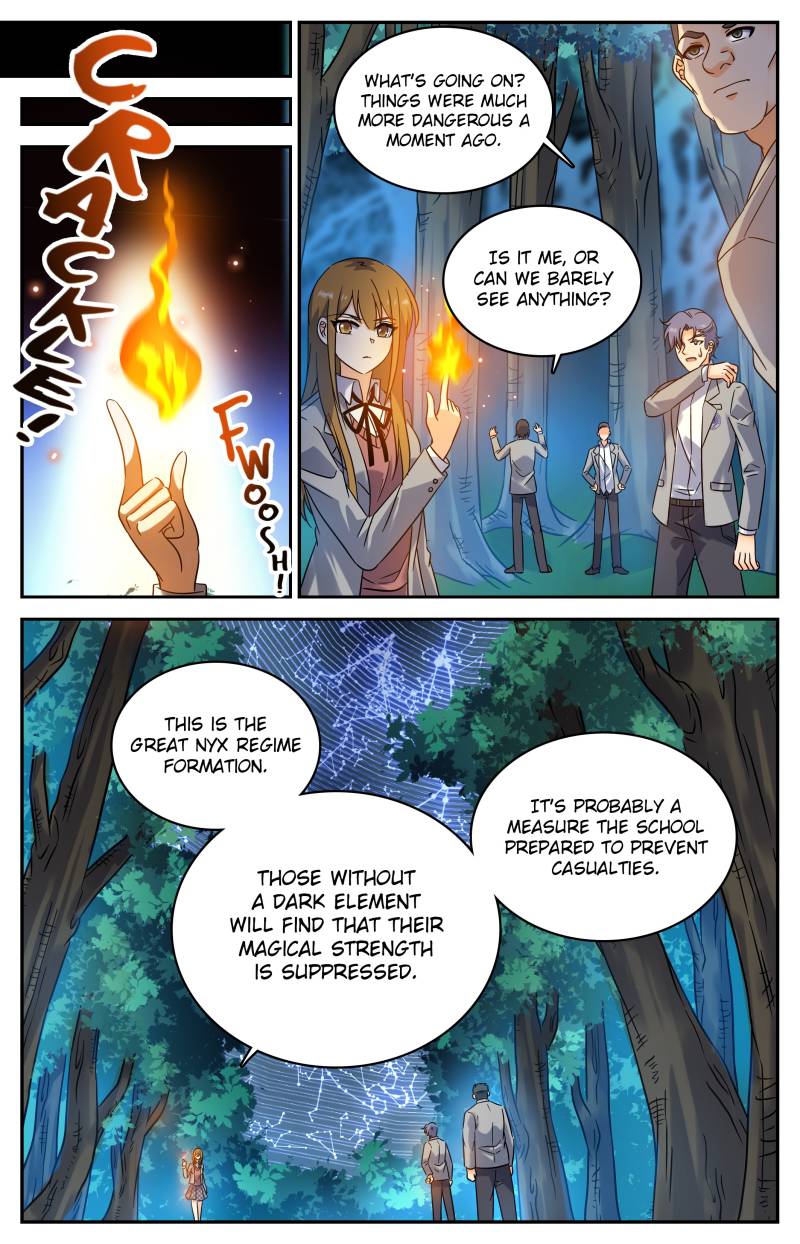 CRACKLE!
FWOOSH!
WHAT'S GOING ON?
THINGS WERE MUCH
MORE DANGEROUS A
MOMENT AGO.
IS IT ME, OR
CAN WE BARELY
SEE ANYTHING?
THIS IS THE
GREAT NYX REGIME
FORMATION.
THOSE WITHOUT
A DARK ELEMENT
WILL FIND THAT THEIR
MAGICAL STRENGTH
IS SUPPRESSED.
IT'S PROBABLY A
MEASURE THE SCHOOL
PREPARED TO PREVENT
CASUALTIES.